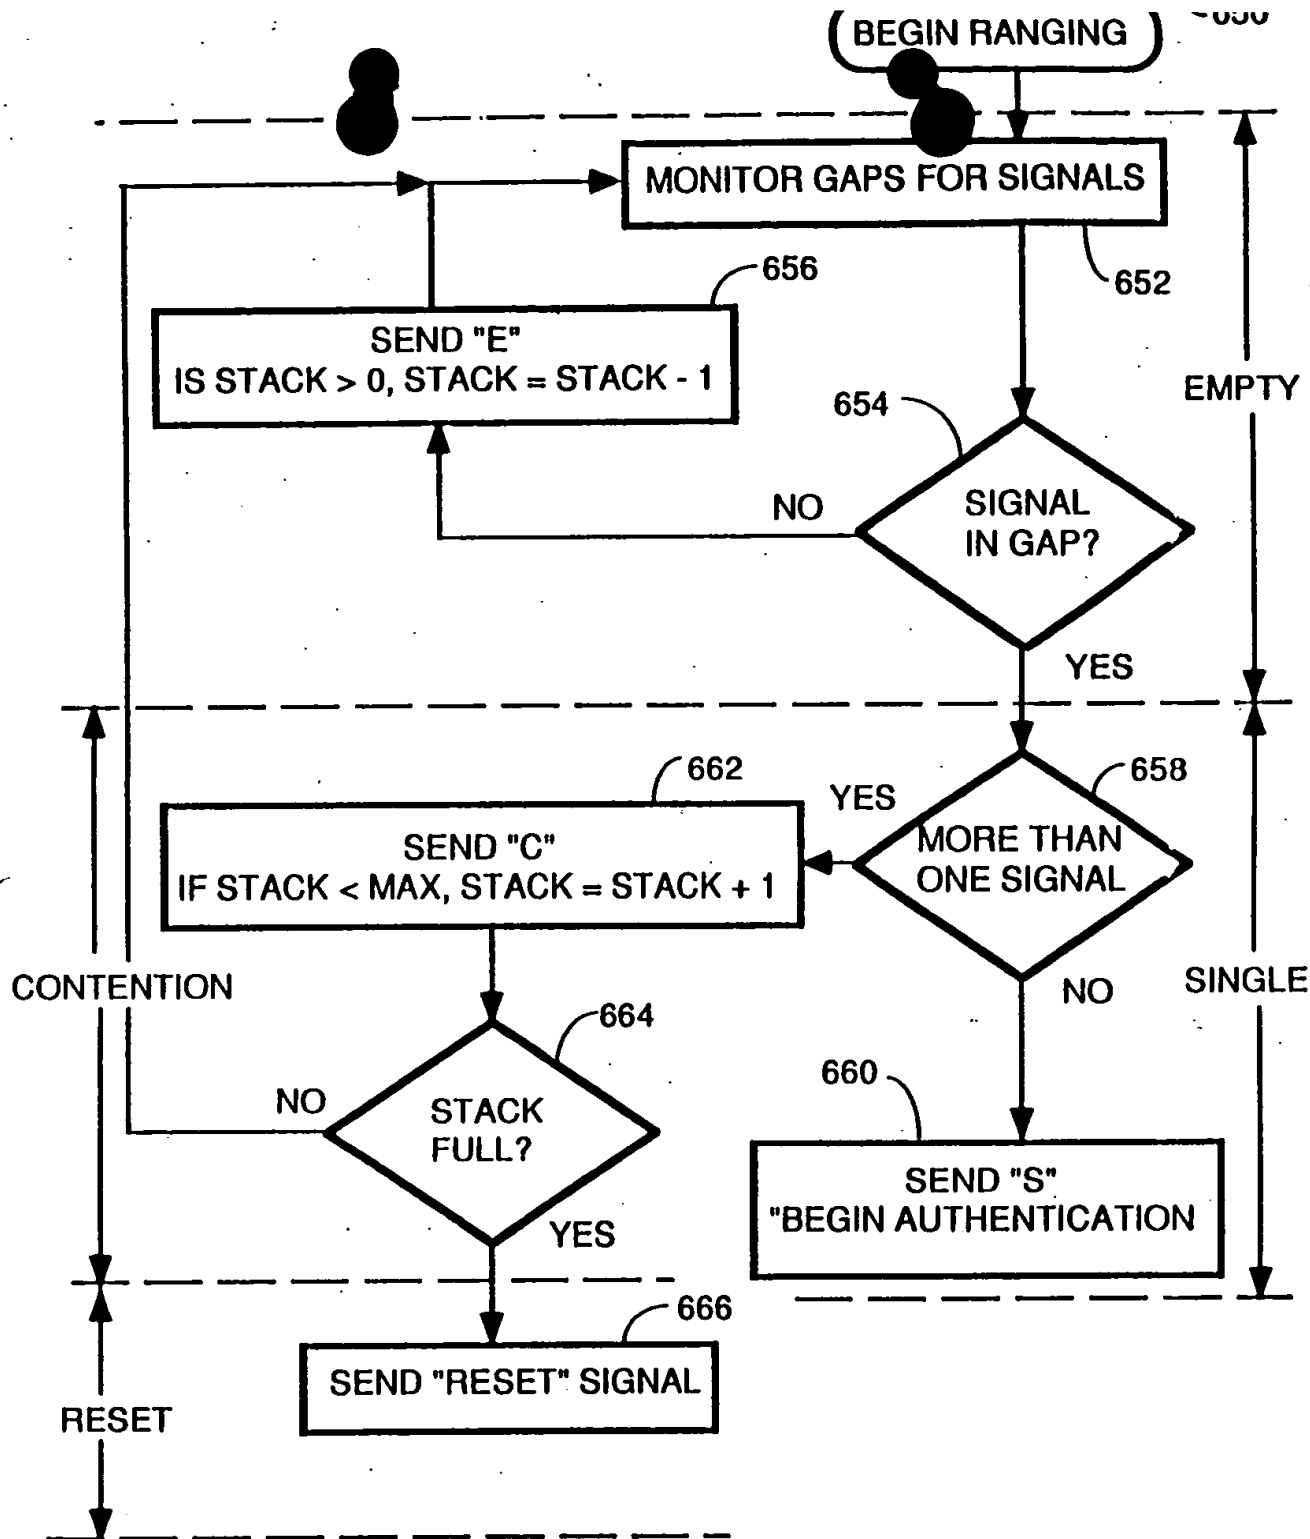 BEGIN RANGING
MONITOR GAPS FOR SIGNALS
652
656
SEND "E"
IS STACK > 0, STACK = STACK - 1
EMPTY
654
SIGNAL
IN GAP?
NO
YES
662
658
YES
SEND "C"
IF STACK < MAX, STACK = STACK + 1
MORE THAN
ONE SIGNAL
CONTENTION
NO
SINGLE
664
NO
STACK
FULL?
660
SEND "S"
"BEGIN AUTHENTICATION
YES
666
SEND "RESET" SIGNAL
RESET